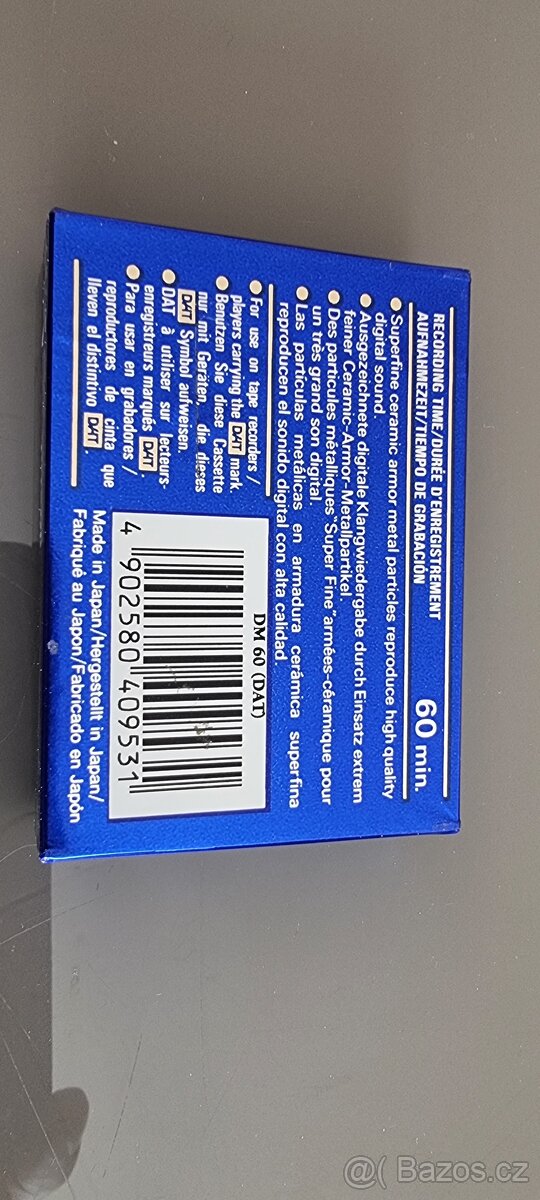 RECORDING TIME/DURÉE D'ENREGISTREMENT
AUFNAHMEZEIT/TIEMPO DE GRABACIÓN
60 min.
● Superfine ceramic armor metal particles reproduce high quality
digital sound.
● Ausgezeichnete digitale Klangwiedergabe durch Einsatz extrem
feiner Ceramic-Armor-Metallpartikel.
● Des particules métalliques "Super Fine" armées-céramique pour
un très grand son digital.
● Las partículas metálicas en armadura cerámica superfina
reproducen el sonido digital con alta calidad.
● For use on tape recorders/
players carrying the DAT mark.
● Benutzen Sie diese Cassette
nur mit Geräten, die dieses
DAT Symbol aufweisen.
● DAT à utiliser sur lecteurs-
enregistreurs marqués DAT.
● Para usar en grabadores/
reproductores de cinta que
lleven el distintivo DAT.
DM 60 (DAT)
4 902580 409531
Made in Japan/Hergestellt in Japan/
Fabriqué au Japon/Fabricado en Japón
@( Bazoš.cz